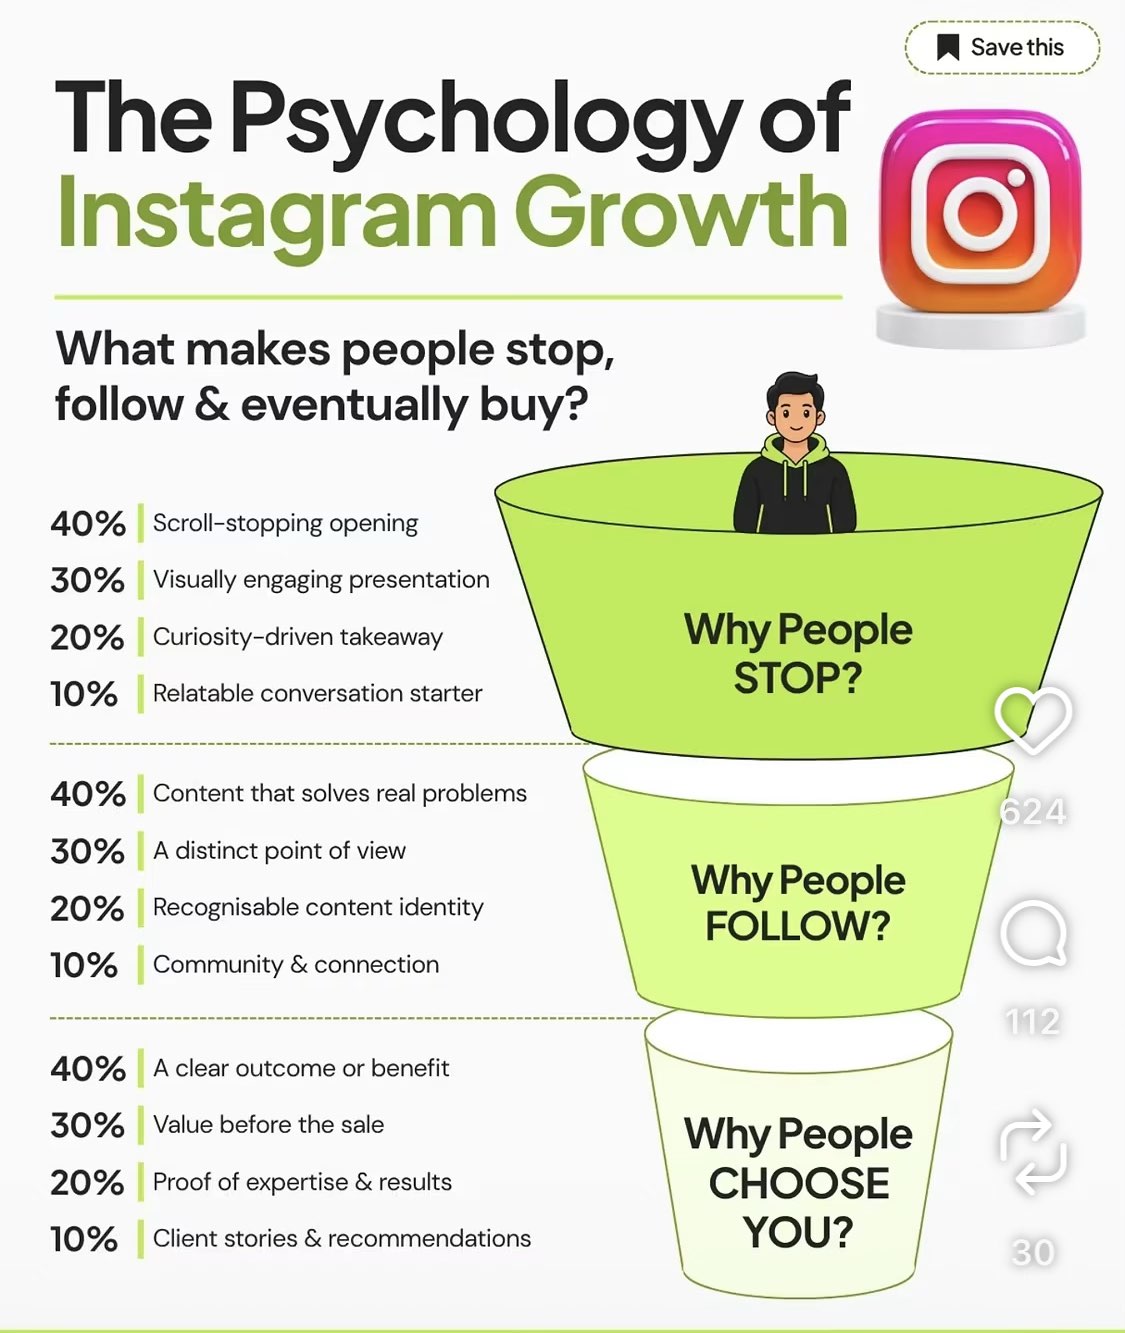 Save this
The Psychology of
Instagram Growth
What makes people stop,
follow & eventually buy?
40% Scroll-stopping opening
30% Visually engaging presentation
20% Curiosity-driven takeaway
10% Relatable conversation starter
Why People
STOP?
40% Content that solves real problems
30% A distinct point of view
20% Recognisable content identity
10% Community & connection
Why People
FOLLOW?
40% A clear outcome or benefit
30% Value before the sale
20% Proof of expertise & results
10% Client stories & recommendations
Why People
CHOOSE
YOU?
624
112
30